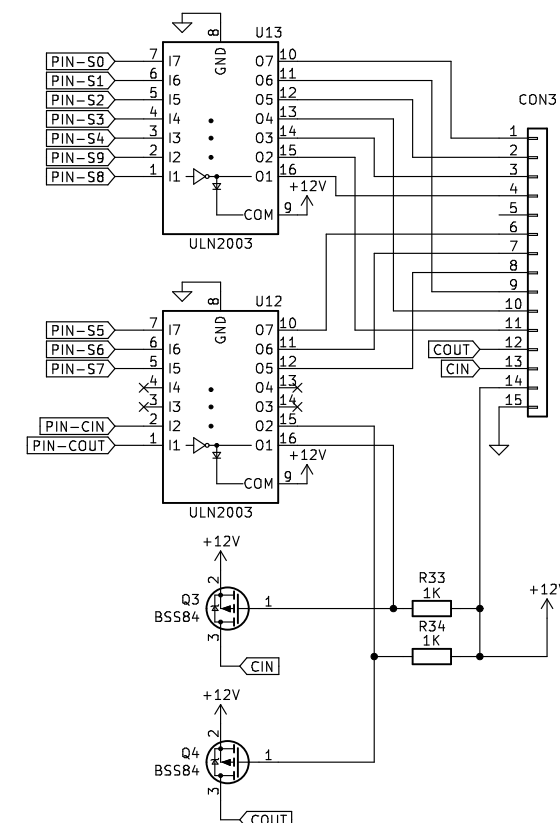 8
GND
U13
PIN-S0 7 I7 O7 10
PIN-S1 6 I6 O6 11
PIN-S2 5 I5 O5 12
PIN-S3 4 I4 O4 13
PIN-S4 3 I3 O3 14
PIN-S9 2 I2 O2 15
PIN-S8 1 I1 O1 16
+12V
COM 9
ULN2003
CON3
1
2
3
4
5
6
7
8
9
10
11
COUT 12
CIN 13
14
15
8
GND
U12
PIN-S5 7 I7 O7 10
PIN-S6 6 I6 O6 11
PIN-S7 5 I5 O5 12
4 I4 O4 13
3 I3 O3 14
PIN-CIN 2 I2 O2 15
PIN-COUT 1 I1 O1 16
+12V
COM 9
ULN2003
+12V
2
Q3
BSS84
1
3
CIN
R33
1K
R34
1K
+12V
+12V
2
Q4
BSS84
1
3
COUT